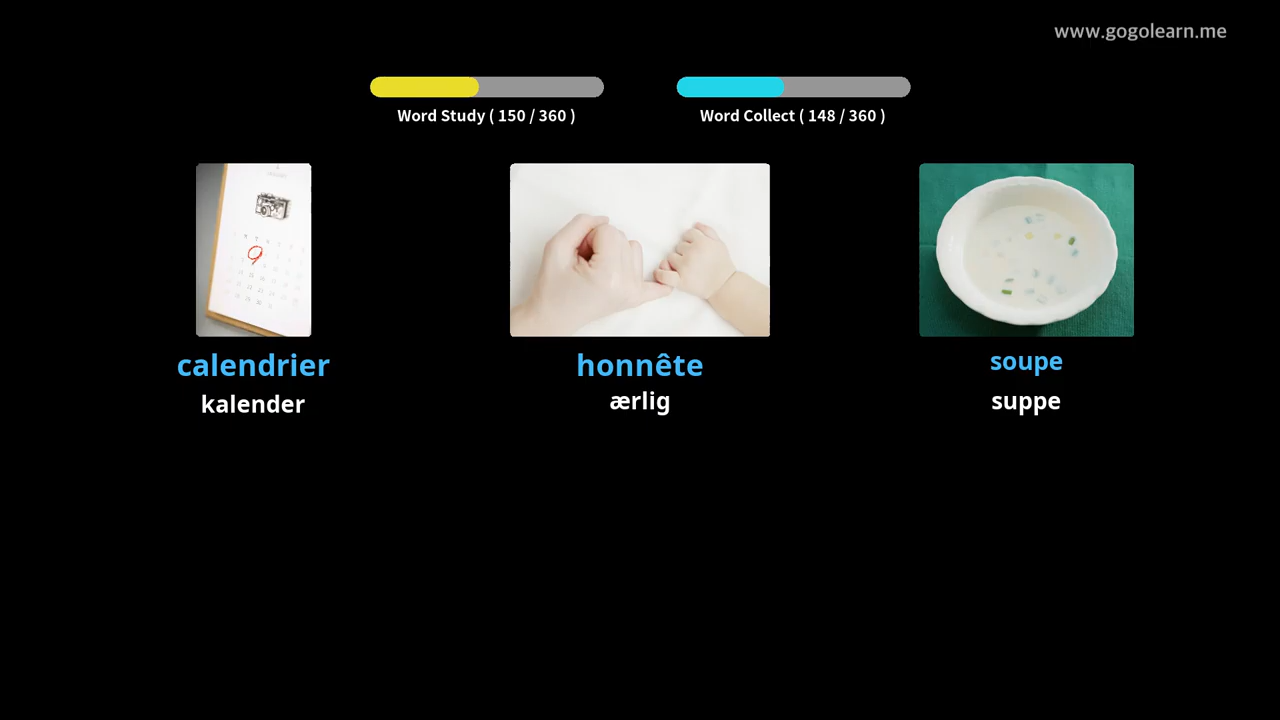 www.gogolearn.me
Word Study ( 150 / 360 )
Word Collect ( 148 / 360 )
calendrier
kalender
honnête
ærlig
soupe
suppe